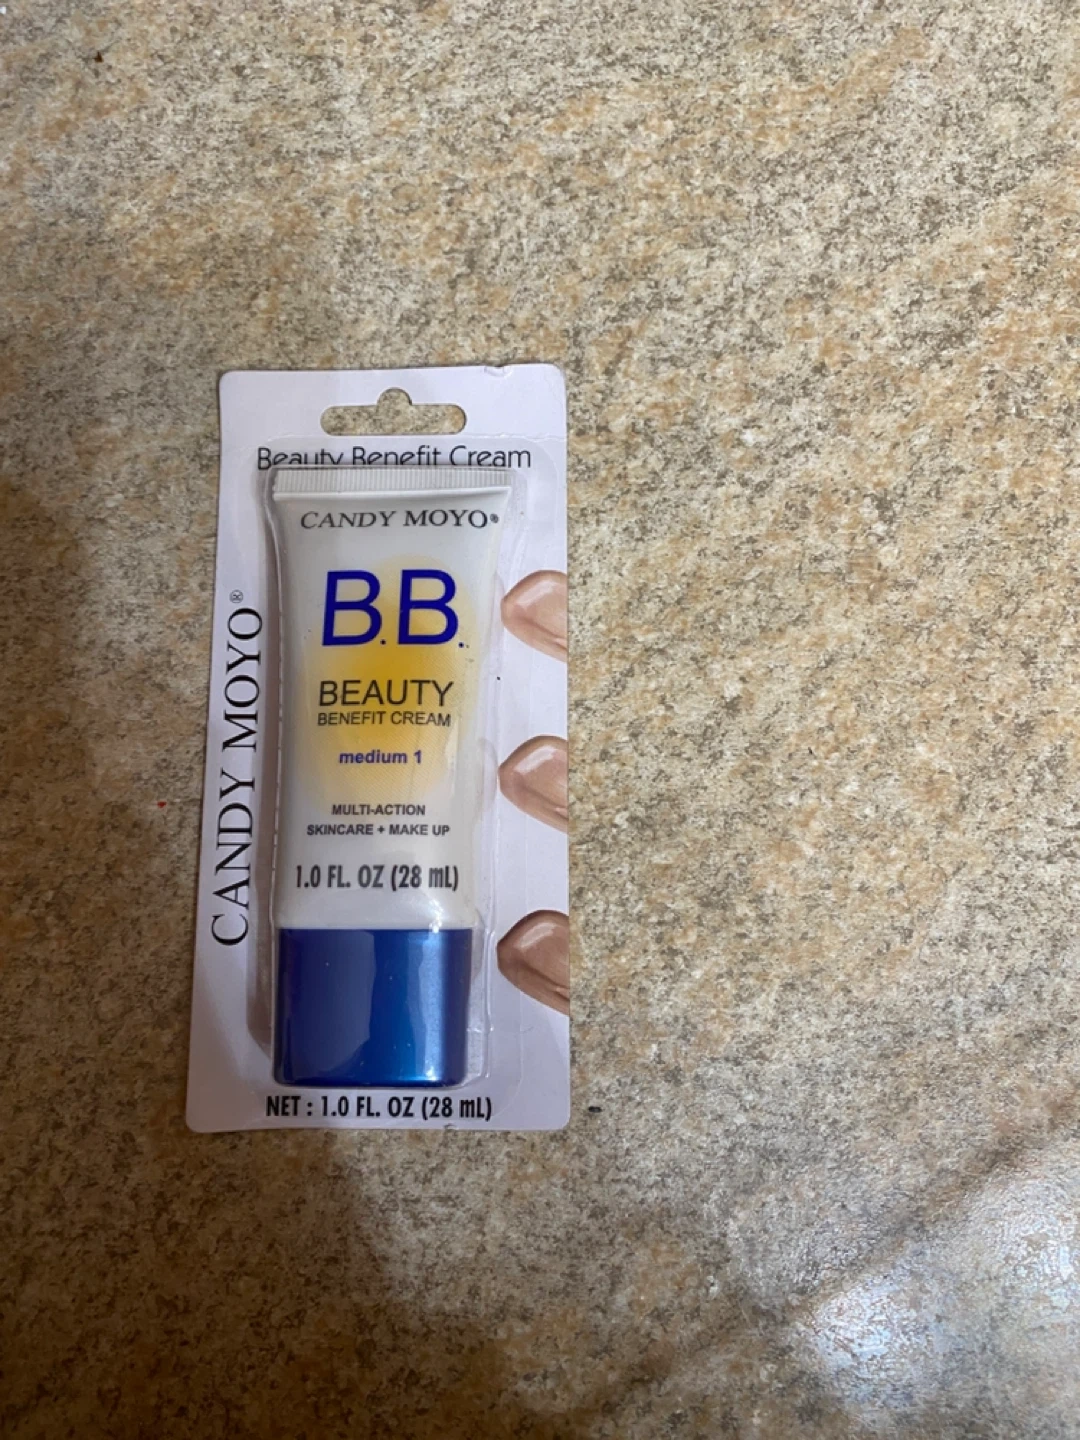 Beauty Benefit Cream
CANDY MOYO®
CANDY MOYO®
B.B.
BEAUTY
BENEFIT CREAM
medium 1
MULTI-ACTION
SKINCARE + MAKE UP
1.0 FL. OZ (28 mL)
NET : 1.0 FL. OZ (28 mL)